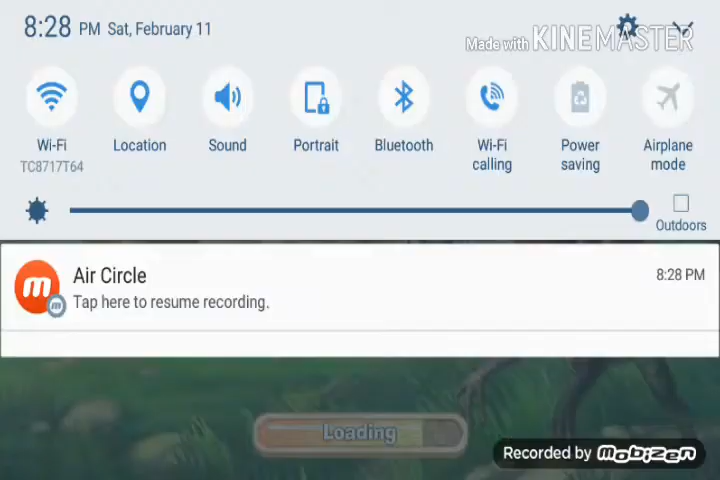 8:28 PM Sat, February 11
Made with KINEMASTER
Wi-Fi
TC8717T64
Location
Sound
Portrait
Bluetooth
Wi-Fi
calling
Power
saving
Airplane
mode
Outdoors
Air Circle
8:28 PM
Tap here to resume recording.
Loading
Recorded by mobizen